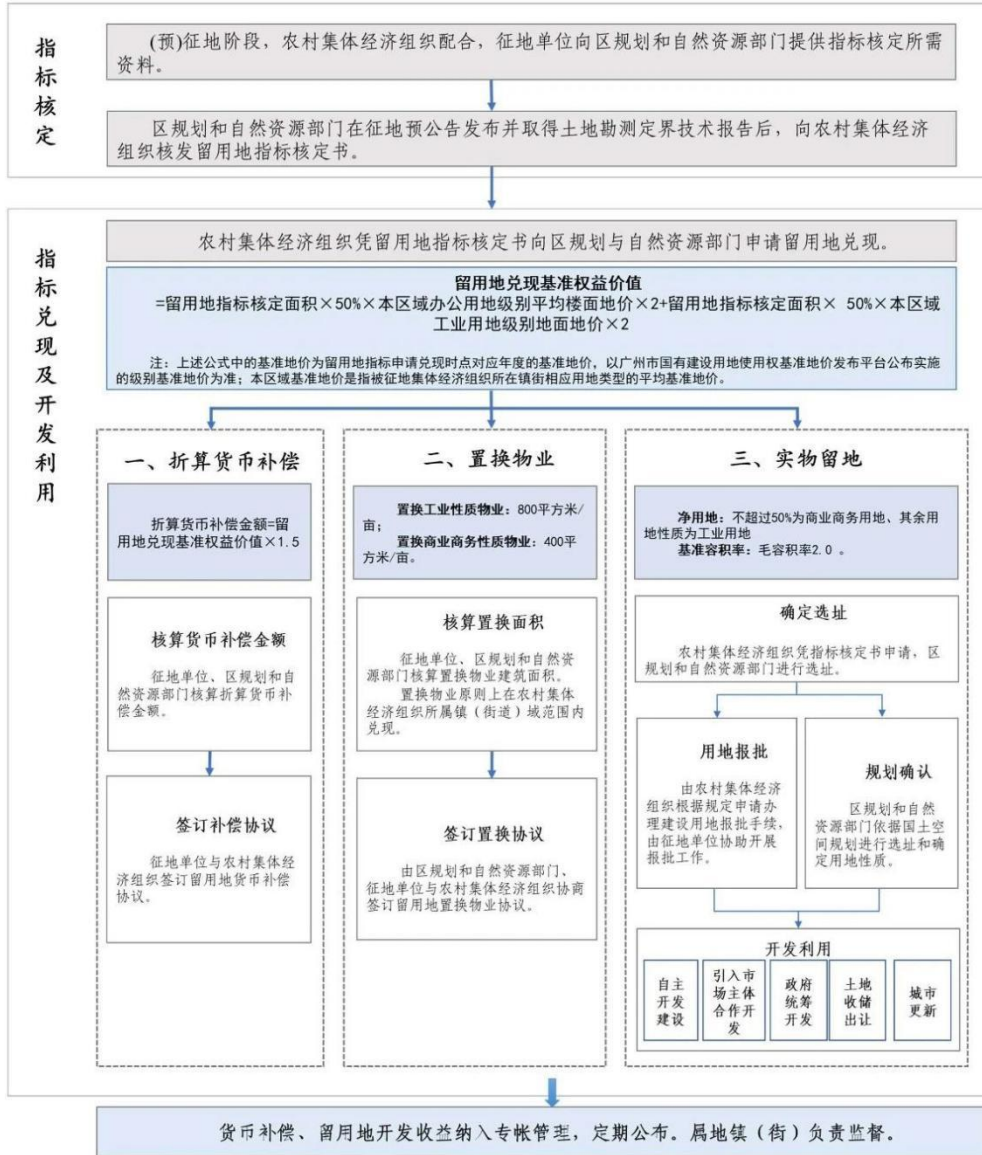 指标核定
(预)征地阶段，农村集体经济组织配合，征地单位向区规划和自然资源部门提供指标核定所需
资料。
区规划和自然资源部门在征地预公告发布并取得土地勘测定界技术报告后，向农村集体经济
组织核发留用地指标核定书。
指标兑现及开发利用
农村集体经济组织凭留用地指标核定书向区规划与自然资源部门申请留用地兑现。
留用地兑现基准权益价值
=留用地指标核定面积×50%×本区域办公用地级别平均楼面地价×2+留用地指标核定面积× 50%×本区域
工业用地级别地面地价×2
注：上述公式中的基准地价为留用地指标申请兑现时点对应年度的基准地价，以广州市国有建设用地使用权基准地价发布平台公布实施
的级别基准地价为准；本区域基准地价是指被征地集体经济组织所在镇街相应用地类型的平均基准地价。
一、折算货币补偿
折算货币补偿金额=留
用地兑现基准权益价值×1.5
核算货币补偿金额
征地单位、区规划和自
然资源部门核算折算货币补
偿金额。
签订补偿协议
征地单位与农村集体经
济组织签订留用地货币补偿
协议。
二、置换物业
置换工业性质物业：800平方米/
亩；
置换商业商务性质物业：400平
方米/亩。
核算置换面积
征地单位、区规划和自然资
源部门核算置换物业建筑面积。
置换物业原则上在农村集体
经济组织所属镇（街道）域范围内
兑现。
签订置换协议
由区规划和自然资源部门、
征地单位与农村集体经济组织协商
签订留用地置换物业协议。
三、实物留地
净用地：不超过50%为商业商务用地、其余用
地性质为工业用地
基准容积率：毛容积率2.0 。
确定选址
农村集体经济组织凭指标核定书申请，区
规划和自然资源部门进行选址。
用地报批
由农村集体经济
组织根据规定申请办
理建设用地报批手续，
由征地单位协助开展
报批工作。
规划确认
区规划和自然
资源部门依据国土空
间规划进行选址和确
定用地性质。
开发利用
自主
开发
建设
引入市
场主体
合作开
发
政府
统筹
开发
土地
收储
出让
城市
更新
货币补偿、留用地开发收益纳入专帐管理，定期公布。属地镇（街）负责监督。